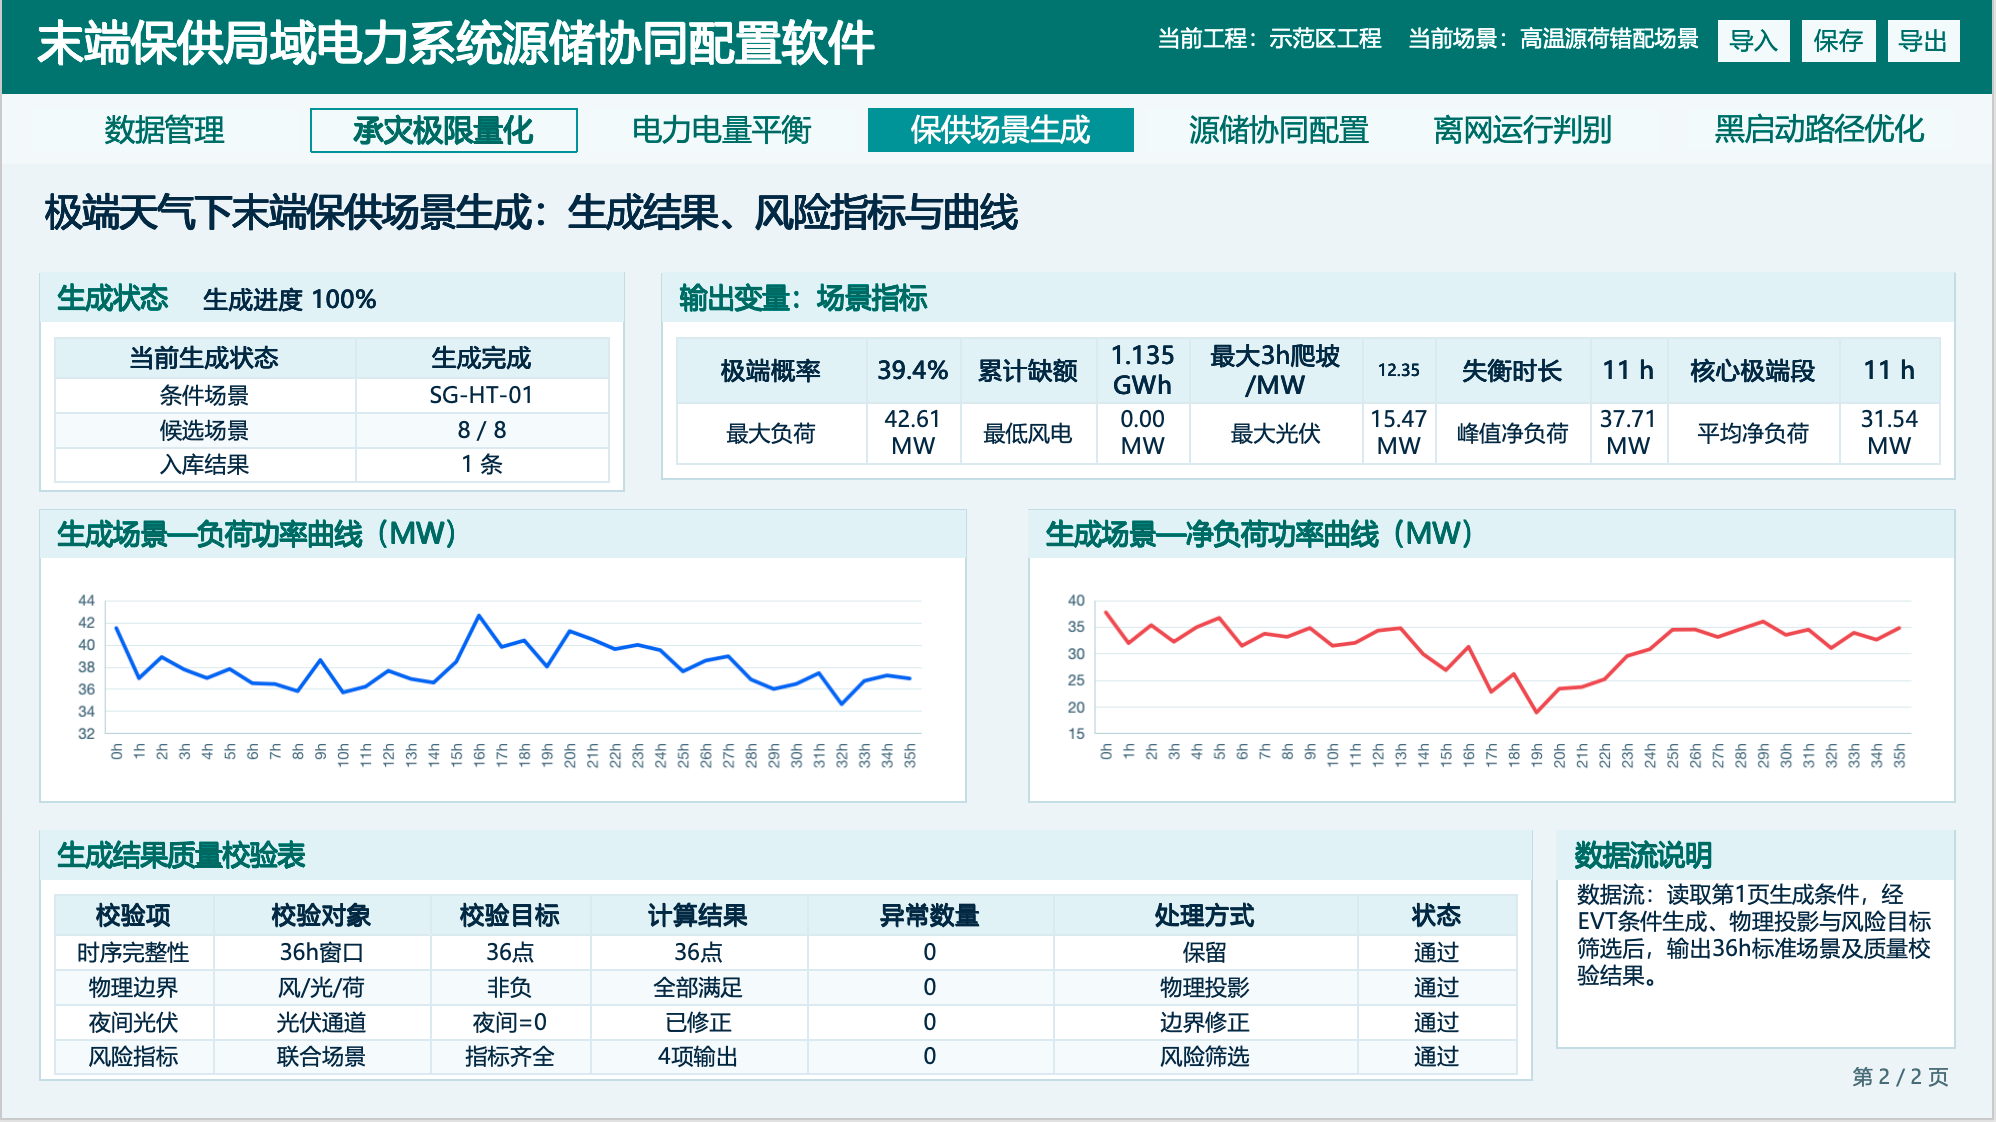 末端保供局域电力系统源储协同配置软件
当前工程：示范区工程 当前场景：高温源荷错配场景 导入 保存 导出
数据管理 承灾极限量化 电力电量平衡 保供场景生成 源储协同配置 离网运行判别 黑启动路径优化
极端天气下末端保供场景生成：生成结果、风险指标与曲线
生成状态 生成进度 100%
当前生成状态 生成完成
条件场景 SG-HT-01
候选场景 8 / 8
入库结果 1 条
输出变量：场景指标
极端概率 39.4% 累计缺额 1.135 GWh 最大3h爬坡/MW 12.35 失衡时长 11 h 核心极端段 11 h
最大负荷 42.61 MW 最低风电 0.00 MW 最大光伏 15.47 MW 峰值净负荷 37.71 MW 平均净负荷 31.54 MW
生成场景—负荷功率曲线（MW）
44
42
40
38
36
34
32
0h 1h 2h 3h 4h 5h 6h 7h 8h 9h 10h 11h 12h 13h 14h 15h 16h 17h 18h 19h 20h 21h 22h 23h 24h 25h 26h 27h 28h 29h 30h 31h 32h 33h 34h 35h
生成场景—净负荷功率曲线（MW）
40
35
30
25
20
15
0h 1h 2h 3h 4h 5h 6h 7h 8h 9h 10h 11h 12h 13h 14h 15h 16h 17h 18h 19h 20h 21h 22h 23h 24h 25h 26h 27h 28h 29h 30h 31h 32h 33h 34h 35h
生成结果质量校验表
校验项 校验对象 校验目标 计算结果 异常数量 处理方式 状态
时序完整性 36h窗口 36点 36点 0 保留 通过
物理边界 风/光/荷 非负 全部满足 0 物理投影 通过
夜间光伏 光伏通道 夜间=0 已修正 0 边界修正 通过
风险指标 联合场景 指标齐全 4项输出 0 风险筛选 通过
数据流说明
数据流：读取第1页生成条件，经
EVT条件生成、物理投影与风险目标
筛选后，输出36h标准场景及质量校
验结果。
第 2 / 2 页